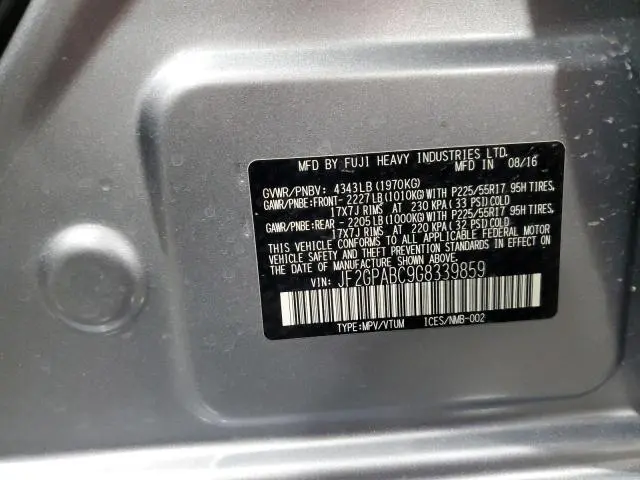 MFD BY FUJI HEAVY INDUSTRIES LTD.
MFD IN 08/16
GVWR/PNBV: 4343LB(1970KG)
GAWR/PNBE:FRONT- 2227LB(1010KG)WITH P225/55R17 95H TIRES,
17X7J RIMS AT 230 KPA(33 PSI)COLD
GAWR/PNBE:REAR - 2205LB(1000KG)WITH P225/55R17 95H TIRES,
17X7J RIMS AT 220 KPA(32 PSI)COLD
THIS VEHICLE CONFORMS TO ALL APPLICABLE FEDERAL MOTOR
VEHICLE SAFETY AND THEFT PREVENTION STANDARDS IN EFFECT ON
THE DATE OF MANUFACTURE SHOWN ABOVE.
VIN: JF2GPABC9G8339859
TYPE:MPV/VTUM ICES/NMB-002